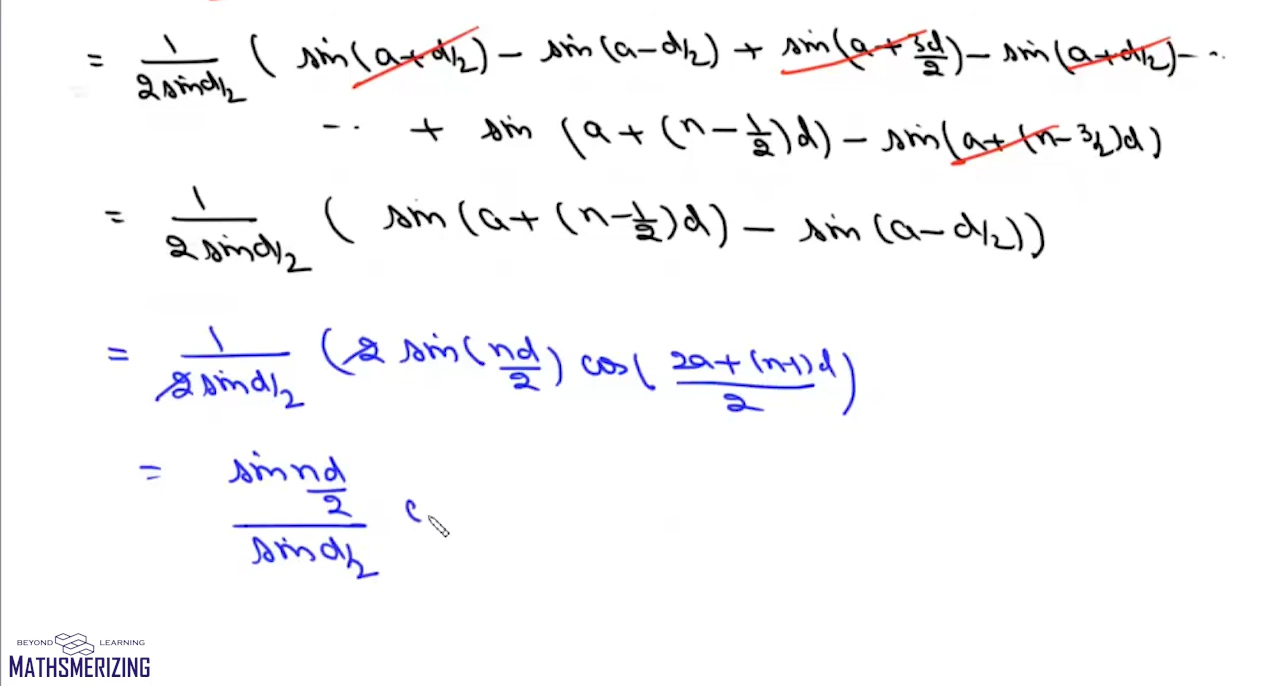 = 1/(2 sin d/2) ( sin(a+d/2) - sin(a-d/2) + sin(a+3d/2) - sin(a+d/2) - ..
.. + sin (a+(n-1/2)d) - sin(a+(n-3/2)d)
= 1/(2 sin d/2) ( sin(a+(n-1/2)d) - sin(a-d/2))
= 1/(2 sin d/2) (2 sin(nd/2) cos( (2a+(n-1)d)/2 )
= (sin nd/2)/(sin d/2) c
BEYOND LEARNING
MATHSMERIZING